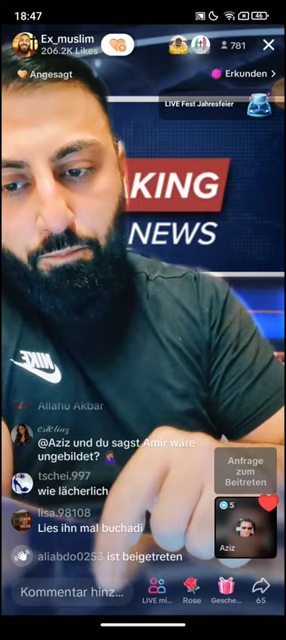 18:47
46
Ex_muslim
206.2K Likes
781
Angesagt
Erkunden >
LIVE Fest Jahresfeier
KING
NEWS
NIKE
Allahu Akbar
@Aziz und du sagst Amir wäre
ungebildet?
tschei.997
wie lächerlich
lisa.98108
Lies ihn mal buchadi
aliabdo0253 ist beigetreten
Anfrage
zum
Beitreten
5
Aziz
Kommentar hinz...
LIVE mi...
Rose
Gesche...
65